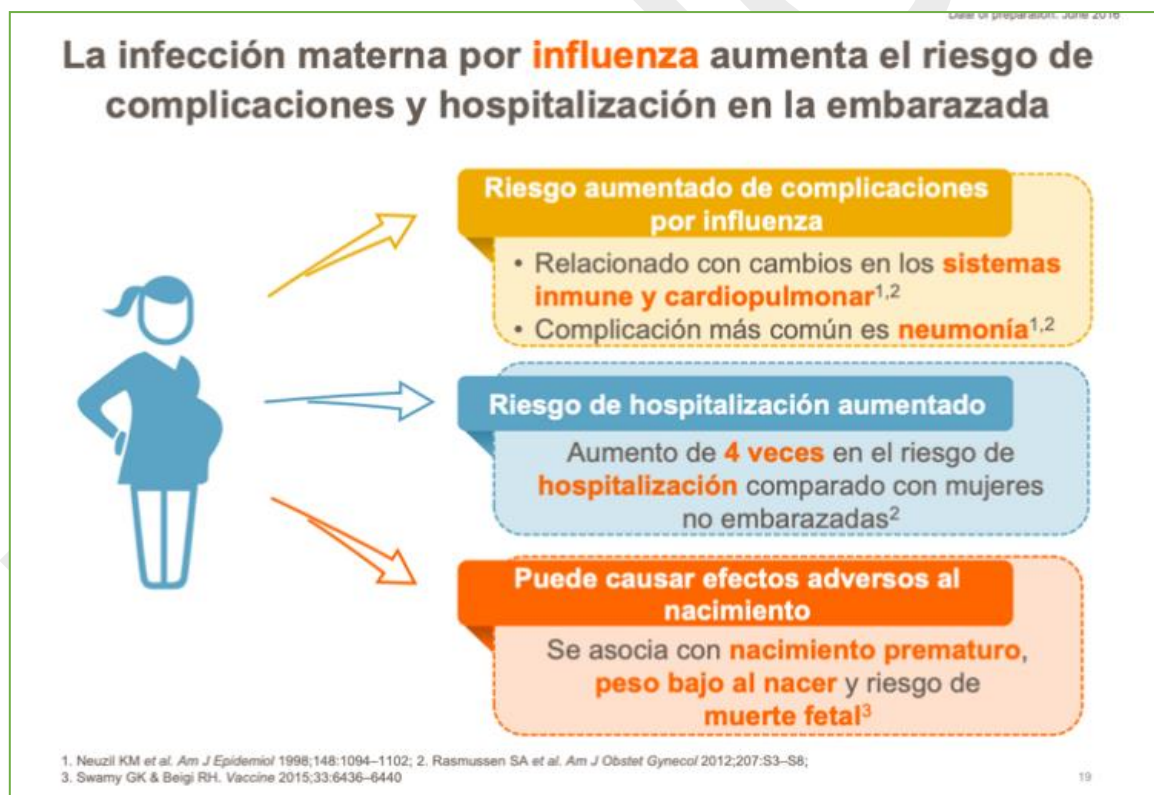 Date of preparation: June 2016
La infección materna por influenza aumenta el riesgo de
complicaciones y hospitalización en la embarazada
Riesgo aumentado de complicaciones
por influenza
• Relacionado con cambios en los sistemas
inmune y cardiopulmonar1,2
• Complicación más común es neumonía1,2
Riesgo de hospitalización aumentado
Aumento de 4 veces en el riesgo de
hospitalización comparado con mujeres
no embarazadas2
Puede causar efectos adversos al
nacimiento
Se asocia con nacimiento prematuro,
peso bajo al nacer y riesgo de
muerte fetal3
1. Neuzil KM et al. Am J Epidemiol 1998;148:1094–1102; 2. Rasmussen SA et al. Am J Obstet Gynecol 2012;207:S3–S8;
3. Swamy GK & Beigi RH. Vaccine 2015;33:6436–6440
19